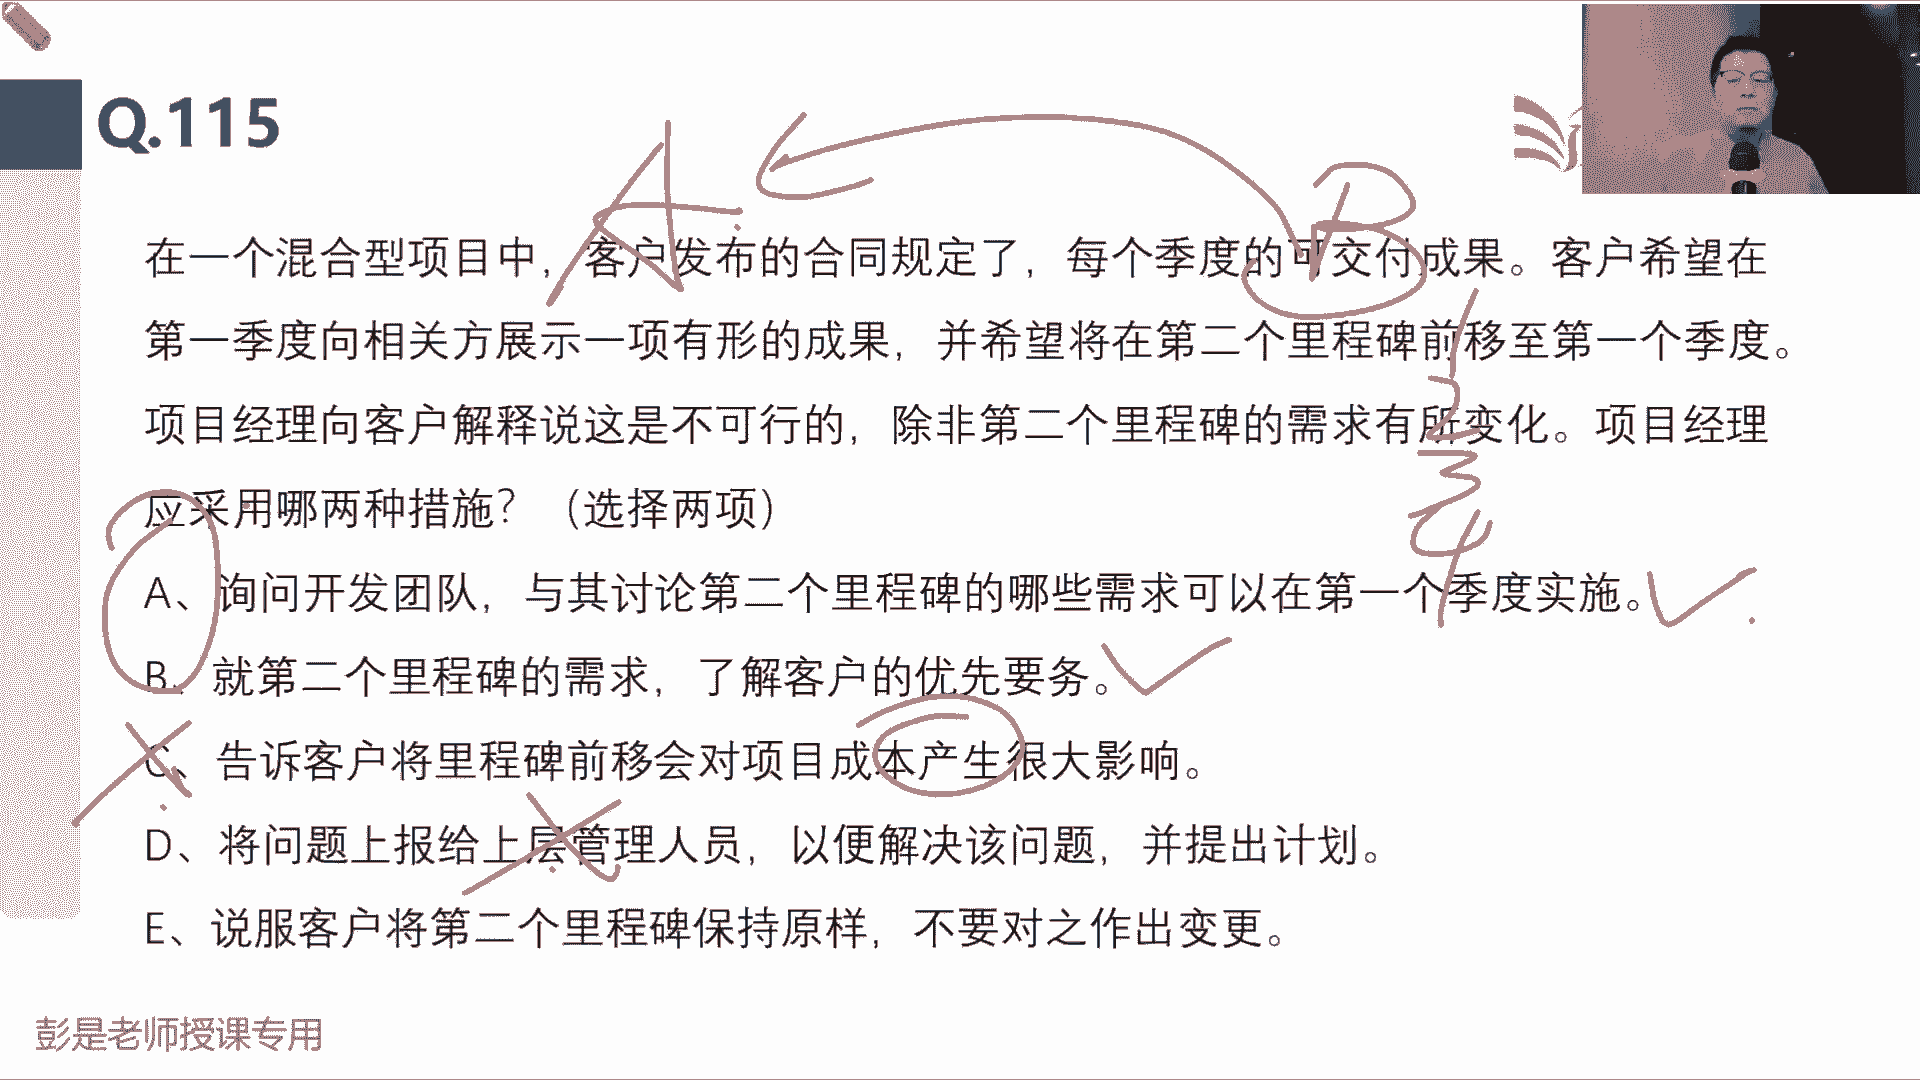 Q.115
A
B
在一个混合型项目中，客户发布的合同规定了，每个季度的可交付成果。客户希望在
第一季度向相关方展示一项有形的成果，并希望将在第二个里程碑前移至第一个季度。
项目经理向客户解释说这是不可行的，除非第二个里程碑的需求有所变化。项目经理
应采用哪两种措施？（选择两项）
1
2
3
4
A、询问开发团队，与其讨论第二个里程碑的哪些需求可以在第一个季度实施。
B、就第二个里程碑的需求，了解客户的优先要务。
C、告诉客户将里程碑前移会对项目成本产生很大影响。
D、将问题上报给上层管理人员，以便解决该问题，并提出计划。
E、说服客户将第二个里程碑保持原样，不要对之作出变更。
彭是老师授课专用